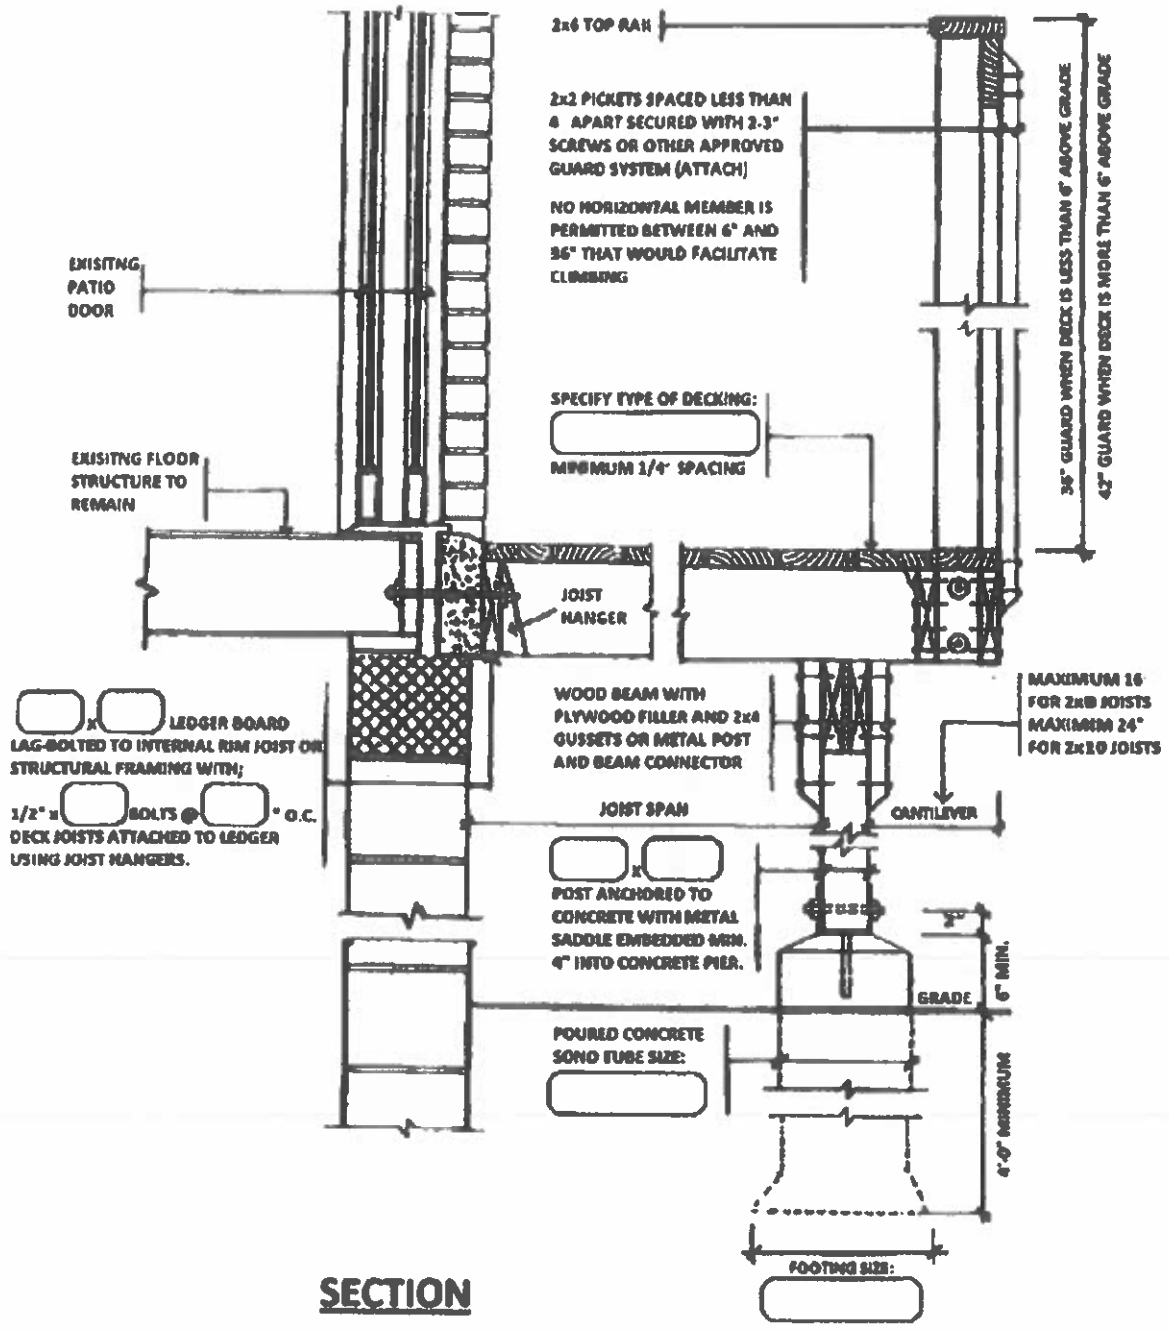 2x6 TOP RAIL
2x2 PICKETS SPACED LESS THAN
4 APART SECURED WITH 2-3"
SCREWS OR OTHER APPROVED
GUARD SYSTEM (ATTACH)
NO HORIZONTAL MEMBER IS
PERMITTED BETWEEN 6" AND
36" THAT WOULD FACILITATE
CLIMBING
36" GUARD WHEN DECK IS LESS THAN 6' ABOVE GRADE
42" GUARD WHEN DECK IS MORE THAN 6' ABOVE GRADE
EXISITNG
PATIO
DOOR
SPECIFY TYPE OF DECKING:
MINIMUM 1/4" SPACING
EXISITNG FLOOR
STRUCTURE TO
REMAIN
JOIST
HANGER
x LEDGER BOARD
LAG-BOLTED TO INTERNAL RIM JOIST OR
STRUCTURAL FRAMING WITH;
1/2" x BOLTS @ " O.C.
DECK JOISTS ATTACHED TO LEDGER
USING JOIST HANGERS.
WOOD BEAM WITH
PLYWOOD FILLER AND 2x4
GUSSETS OR METAL POST
AND BEAM CONNECTOR
MAXIMUM 16
FOR 2x8 JOISTS
MAXIMIM 24"
FOR 2x10 JOISTS
JOIST SPAN
CANTILEVER
x
POST ANCHORED TO
CONCRETE WITH METAL
SADDLE EMBEDDED MIN.
4" INTO CONCRETE PIER.
2"
6" MIN.
GRADE
POURED CONCRETE
SONO TUBE SIZE:
4'-0" MINIMUM
FOOTING SIZE:
SECTION